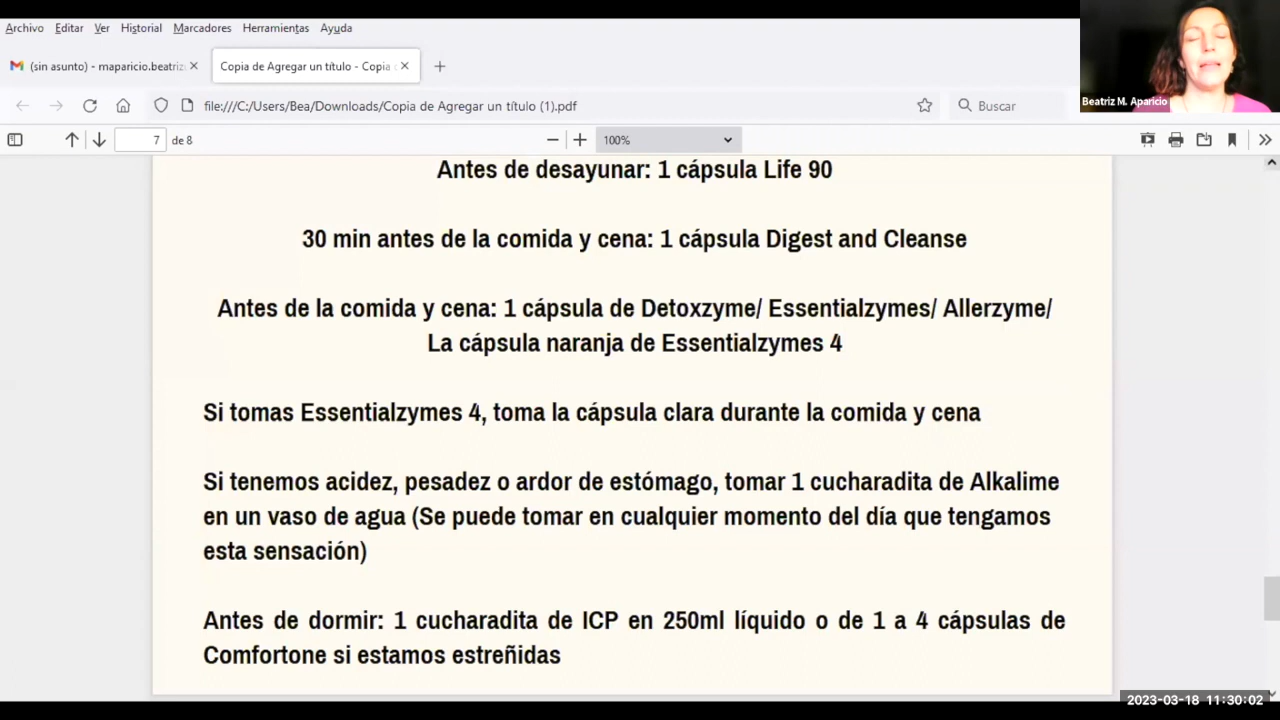 Archivo Editar Ver Historial Marcadores Herramientas Ayuda
(sin asunto) - maparicio.beatriz
Copia de Agregar un título - Copia
file:///C:/Users/Bea/Downloads/Copia de Agregar un título (1).pdf
Buscar
Beatriz M. Aparicio
7 de 8
100%
Antes de desayunar: 1 cápsula Life 90
30 min antes de la comida y cena: 1 cápsula Digest and Cleanse
Antes de la comida y cena: 1 cápsula de Detoxzyme/ Essentialzymes/ Allerzyme/
La cápsula naranja de Essentialzymes 4
Si tomas Essentialzymes 4, toma la cápsula clara durante la comida y cena
Si tenemos acidez, pesadez o ardor de estómago, tomar 1 cucharadita de Alkalime
en un vaso de agua (Se puede tomar en cualquier momento del día que tengamos
esta sensación)
Antes de dormir: 1 cucharadita de ICP en 250ml líquido o de 1 a 4 cápsulas de
Comfortone si estamos estreñidas
2023-03-18 11:30:02